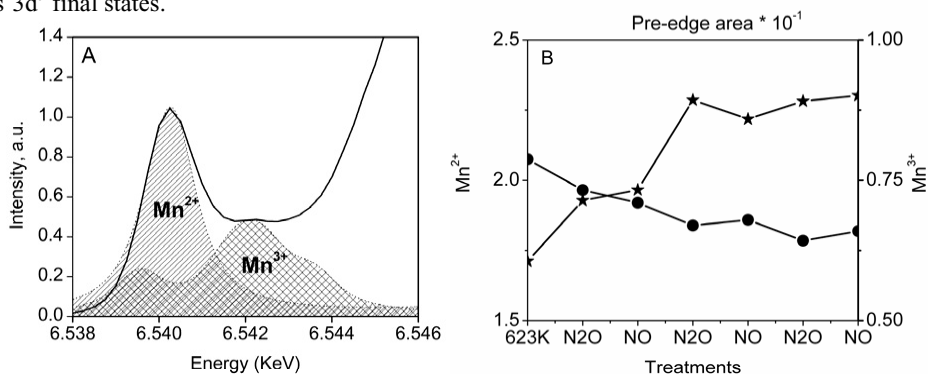 s 3d' final states.
Pre-edge area * 10⁻¹
A
B
1.4
1.2
1.0
0.8
0.6
0.4
0.2
0.0
Intensity, a.u.
Mn²⁺
Mn³⁺
6.538 6.540 6.542 6.544 6.546
Energy (KeV)
2.5
2.0
1.5
Mn²⁺
1.00
0.75
0.50
Mn³⁺
623K N2O NO N2O NO N2O NO
Treatments